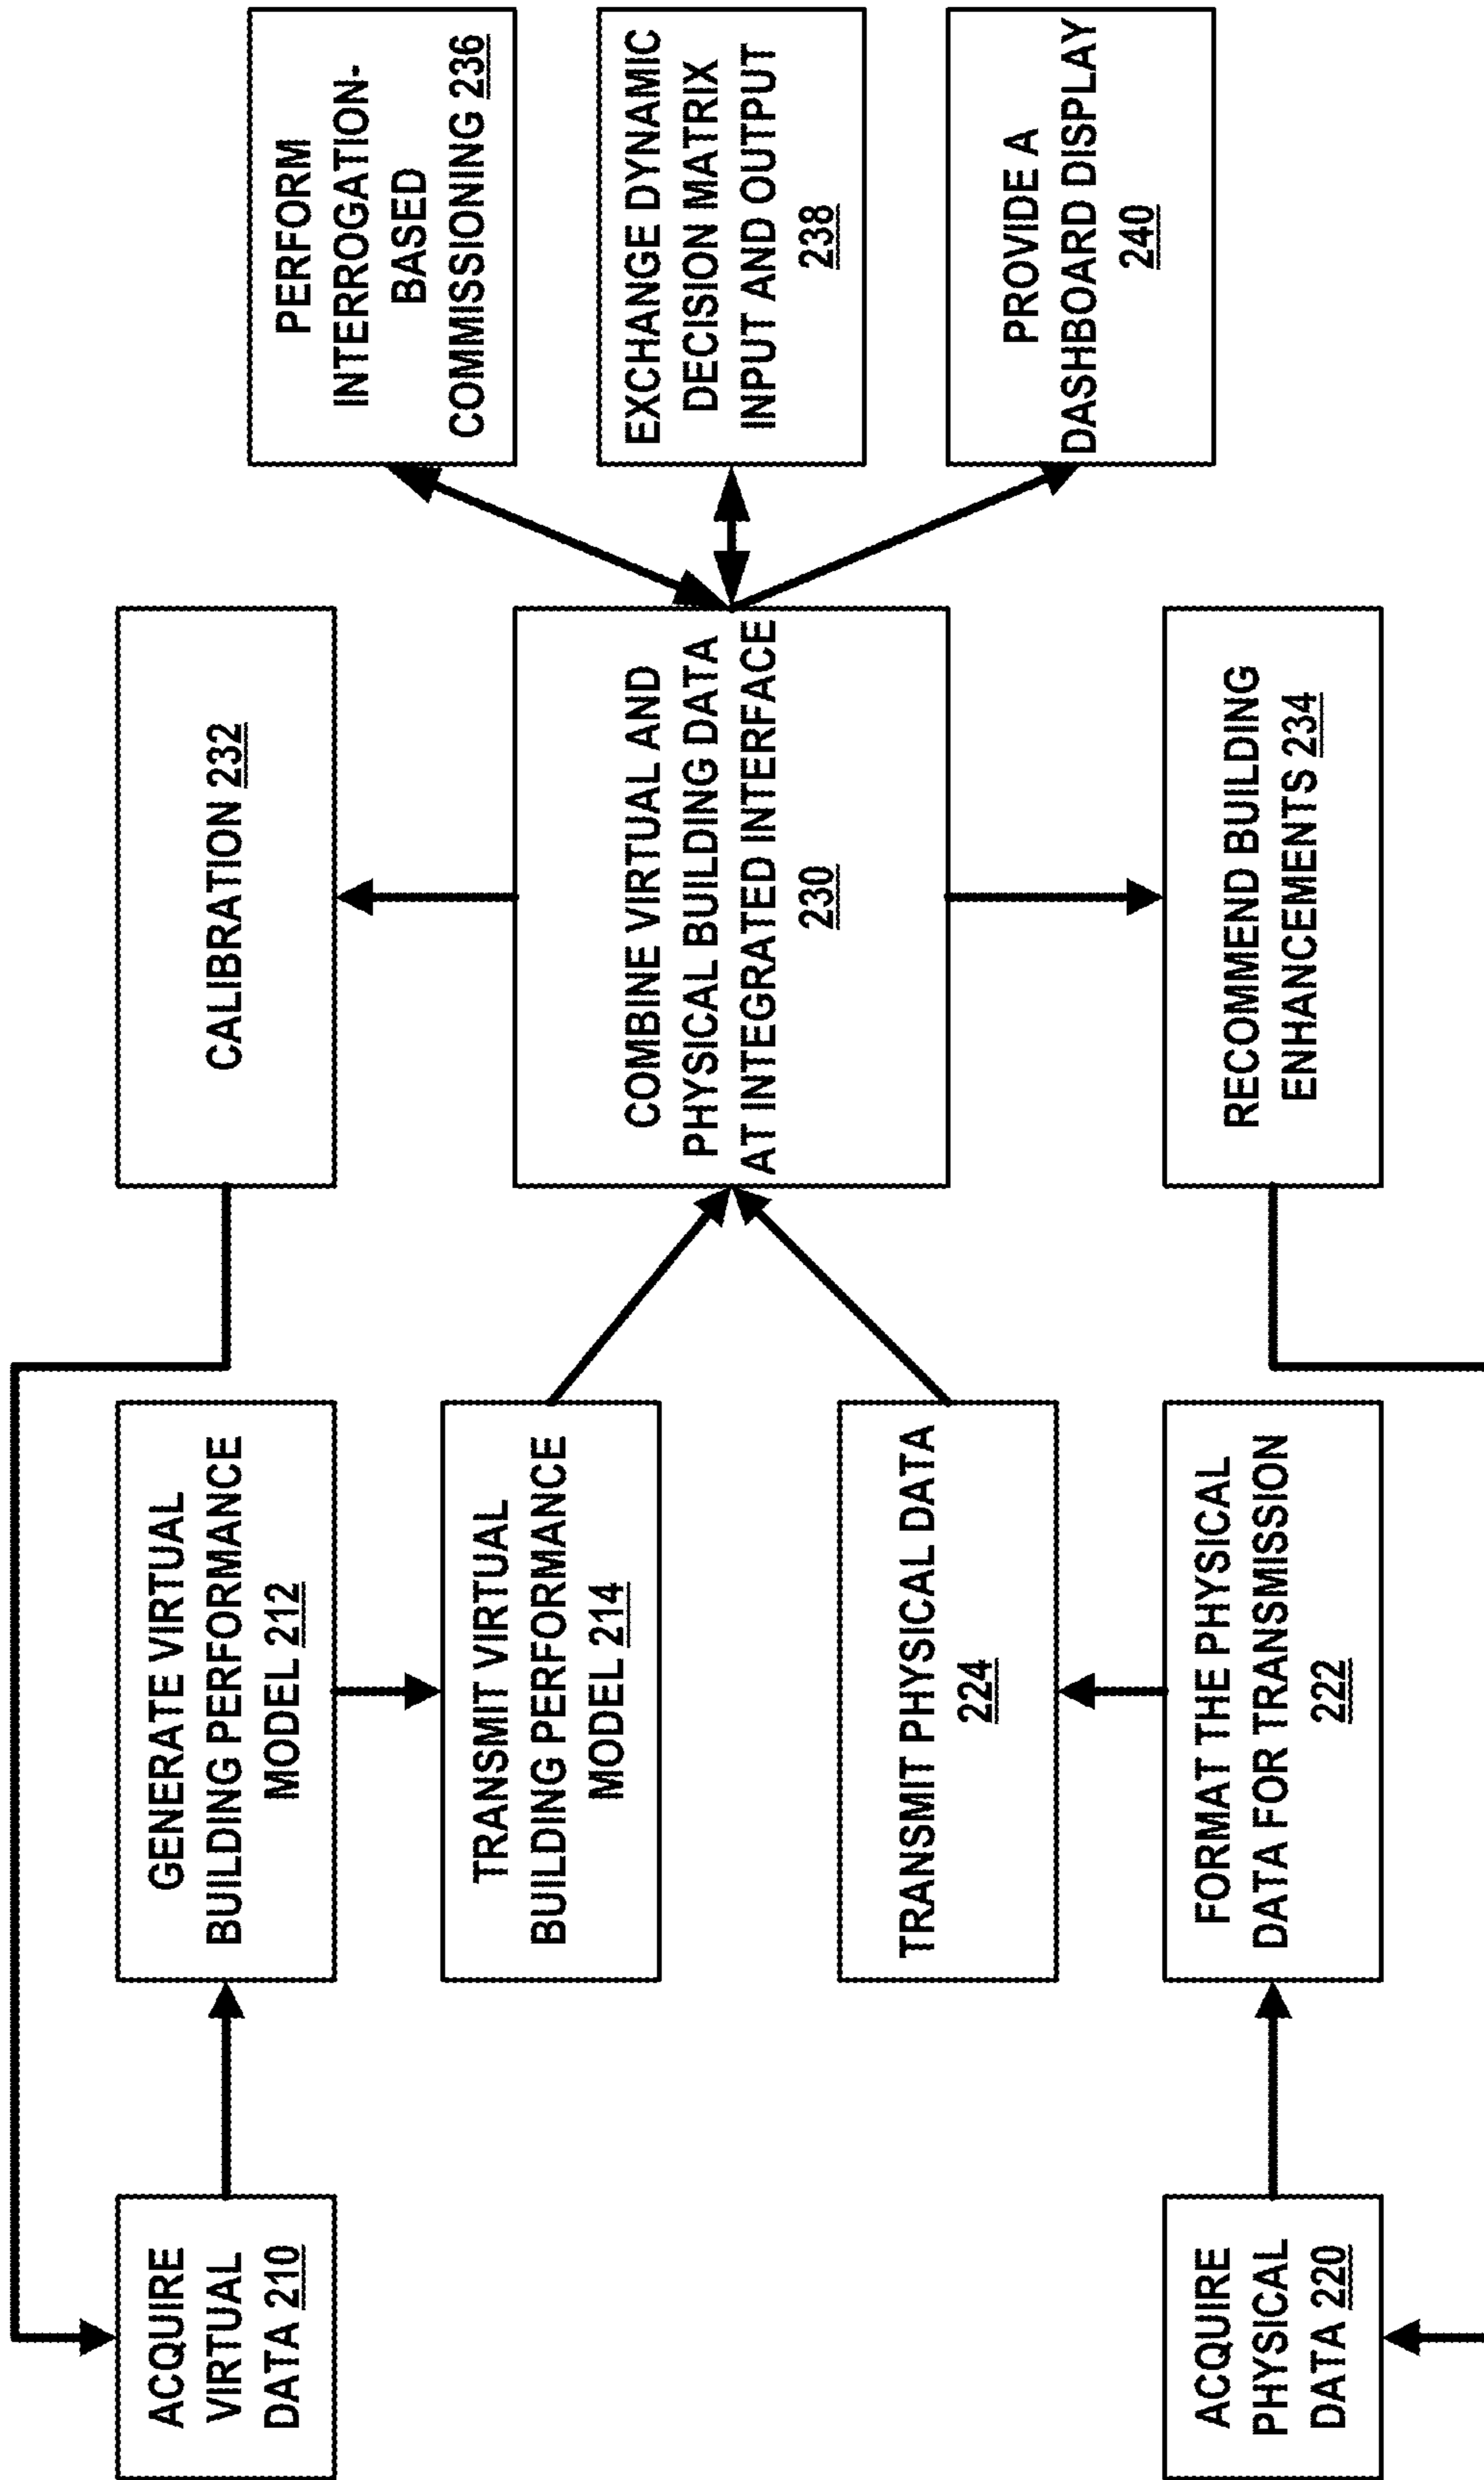 ACQUIRE
VIRTUAL
DATA 210
GENERATE VIRTUAL
BUILDING PERFORMANCE
MODEL 212
TRANSMIT VIRTUAL
BUILDING PERFORMANCE
MODEL 214
ACQUIRE
PHYSICAL
DATA 220
FORMAT THE PHYSICAL
DATA FOR TRANSMISSION
222
TRANSMIT PHYSICAL DATA
224
CALIBRATION 232
COMBINE VIRTUAL AND
PHYSICAL BUILDING DATA
AT INTEGRATED INTERFACE
230
RECOMMEND BUILDING
ENHANCEMENTS 234
PERFORM
INTERROGATION-
BASED
COMMISSIONING 236
EXCHANGE DYNAMIC
DECISION MATRIX
INPUT AND OUTPUT
238
PROVIDE A
DASHBOARD DISPLAY
240